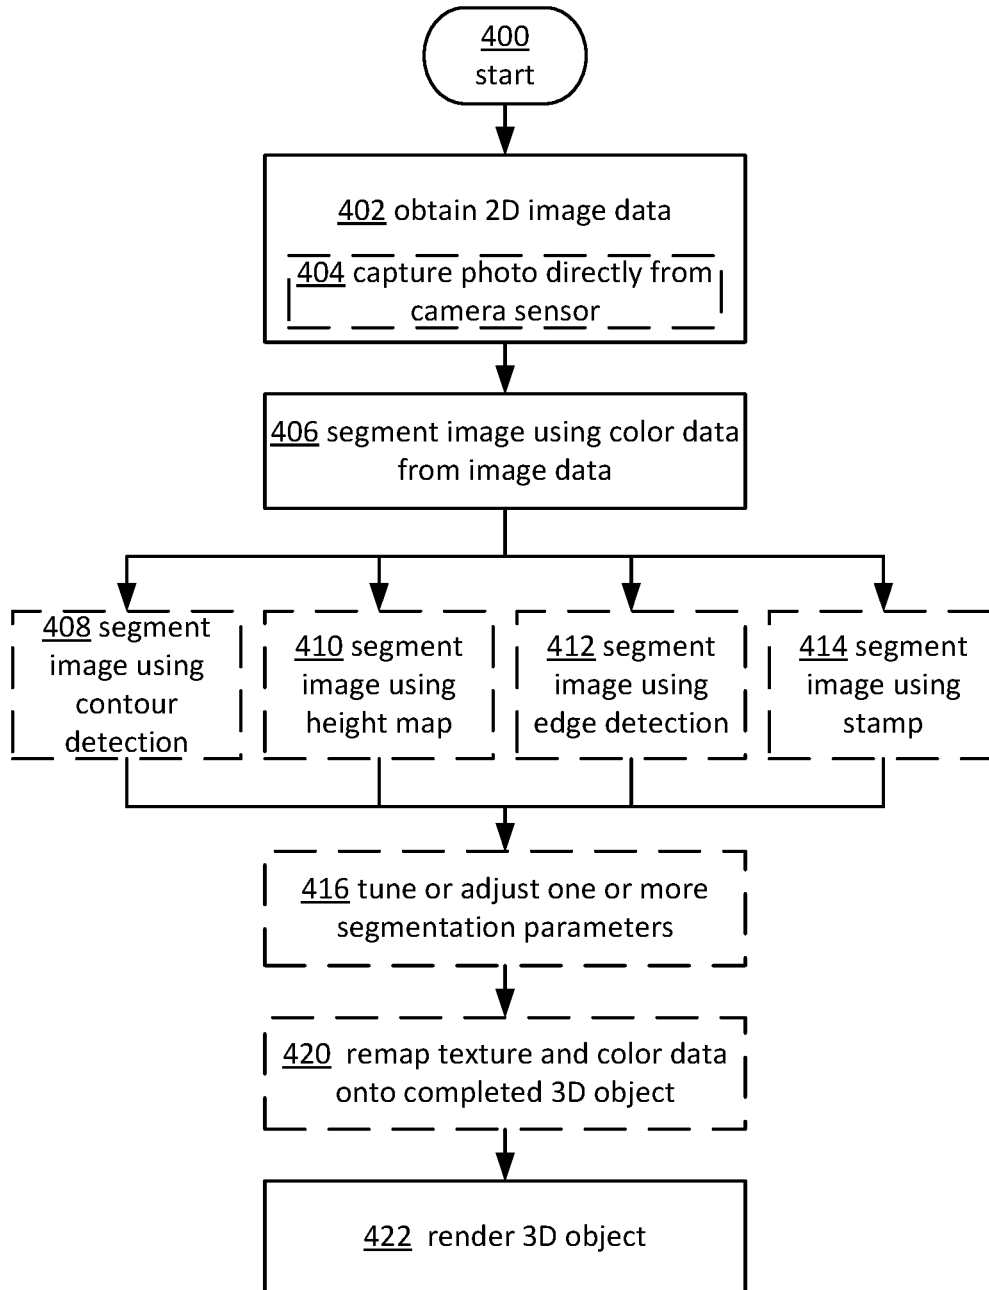 400
start
402 obtain 2D image data
404 capture photo directly from
camera sensor
406 segment image using color data
from image data
408 segment
image using
contour
detection
410 segment
image using
height map
412 segment
image using
edge detection
414 segment
image using
stamp
416 tune or adjust one or more
segmentation parameters
420 remap texture and color data
onto completed 3D object
422 render 3D object